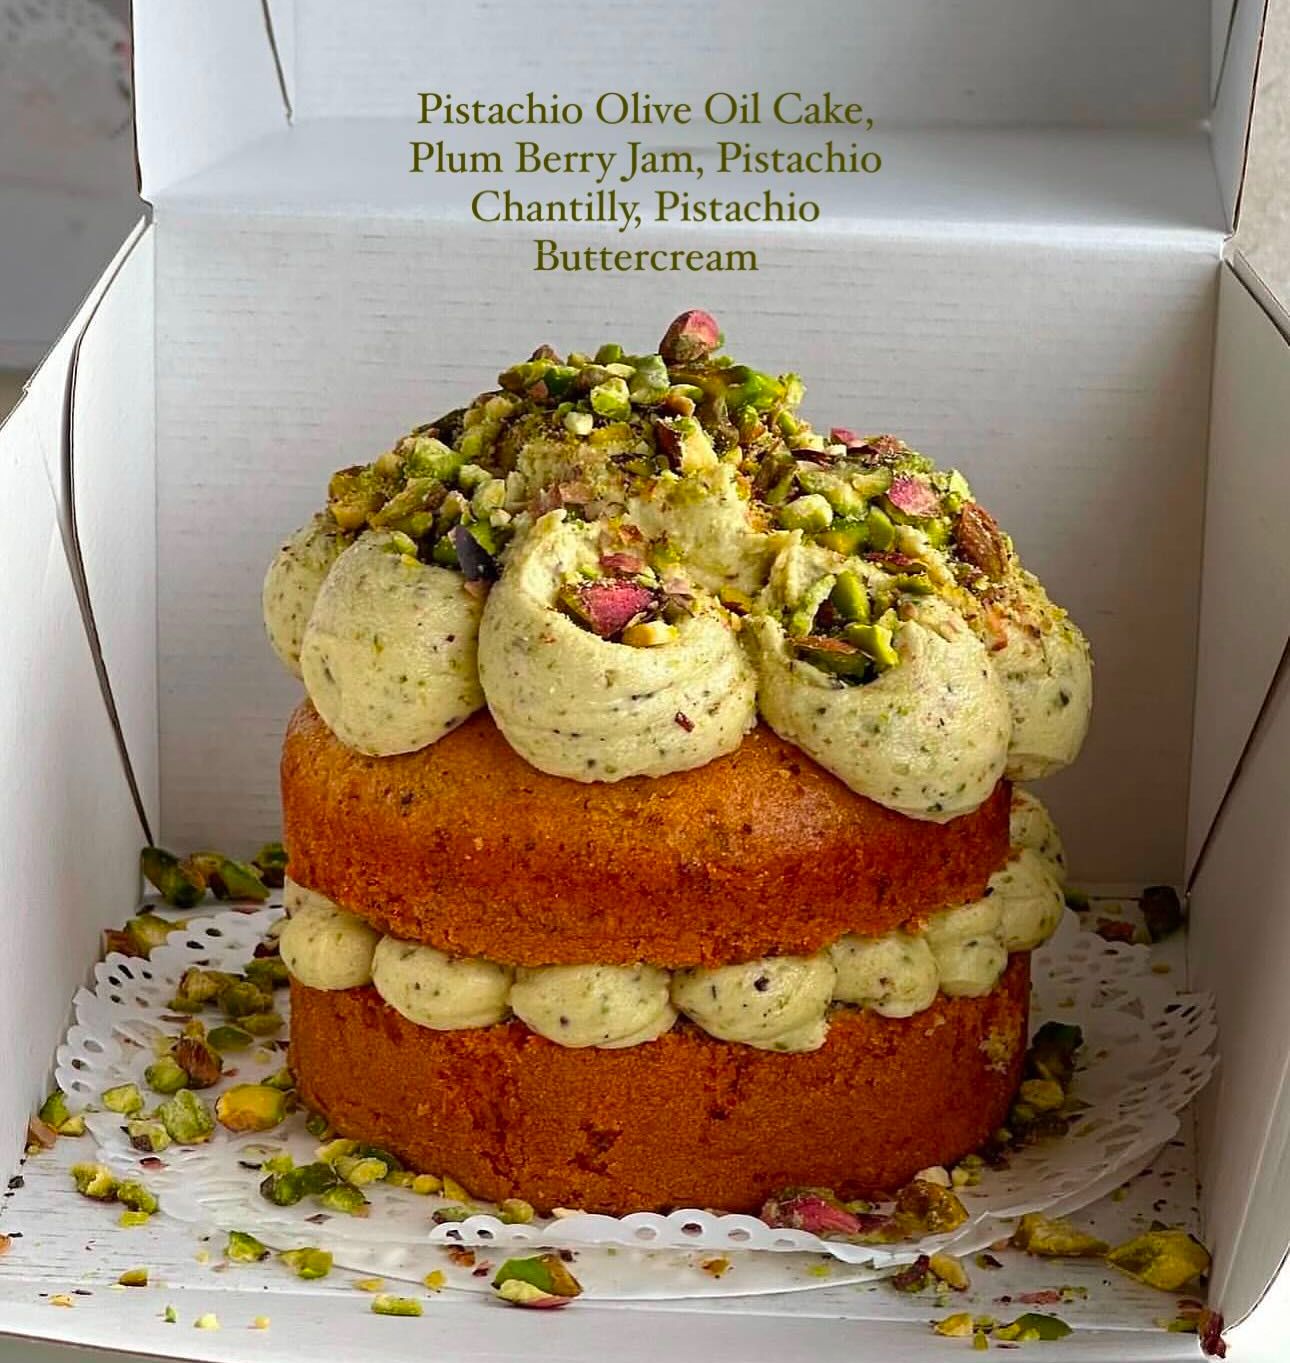 Pistachio Olive Oil Cake,
Plum Berry Jam, Pistachio
Chantilly, Pistachio
Buttercream